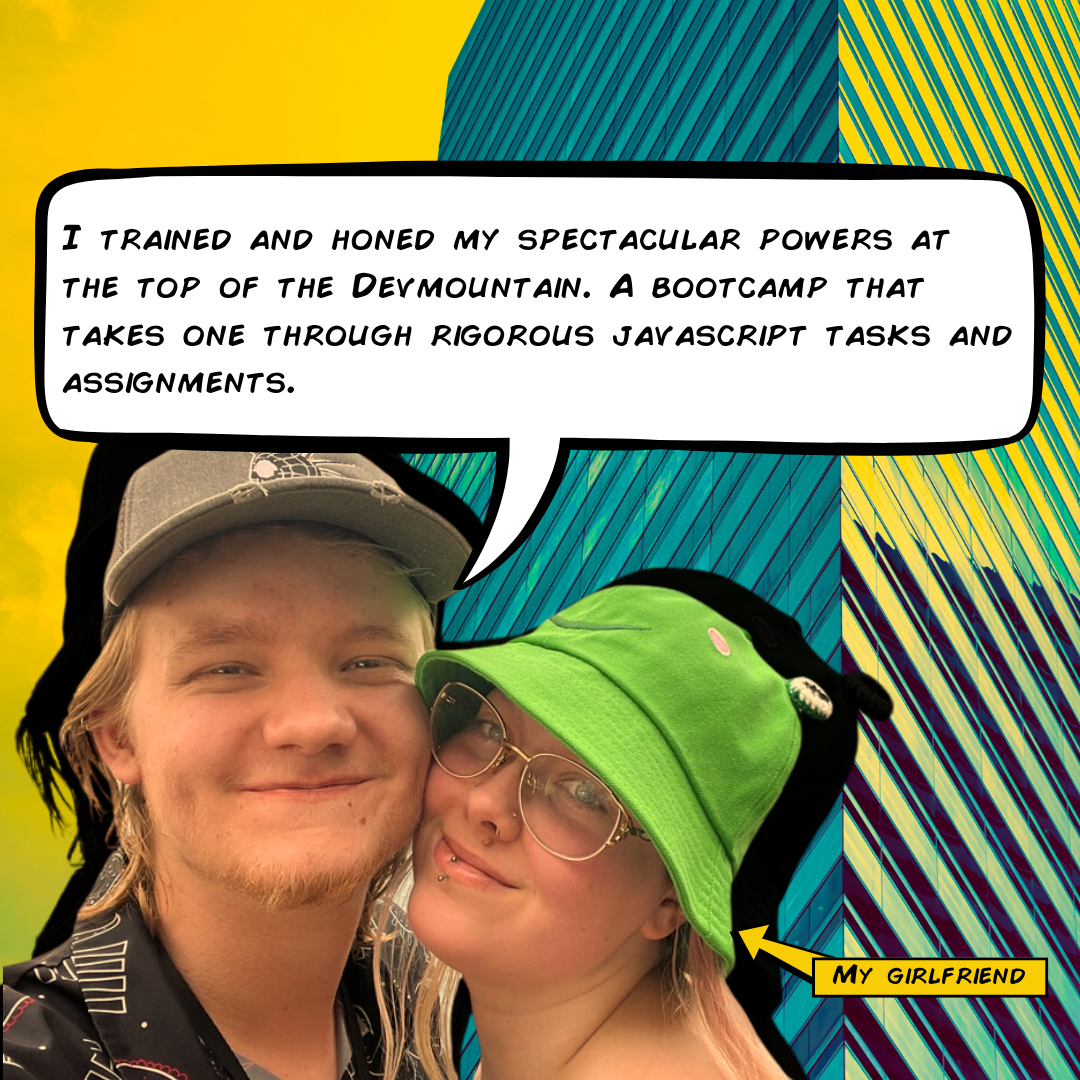 I trained and honed my spectacular powers at
the top of the Devmountain. A bootcamp that
takes one through rigorous javascript tasks and
assignments.
My girlfriend